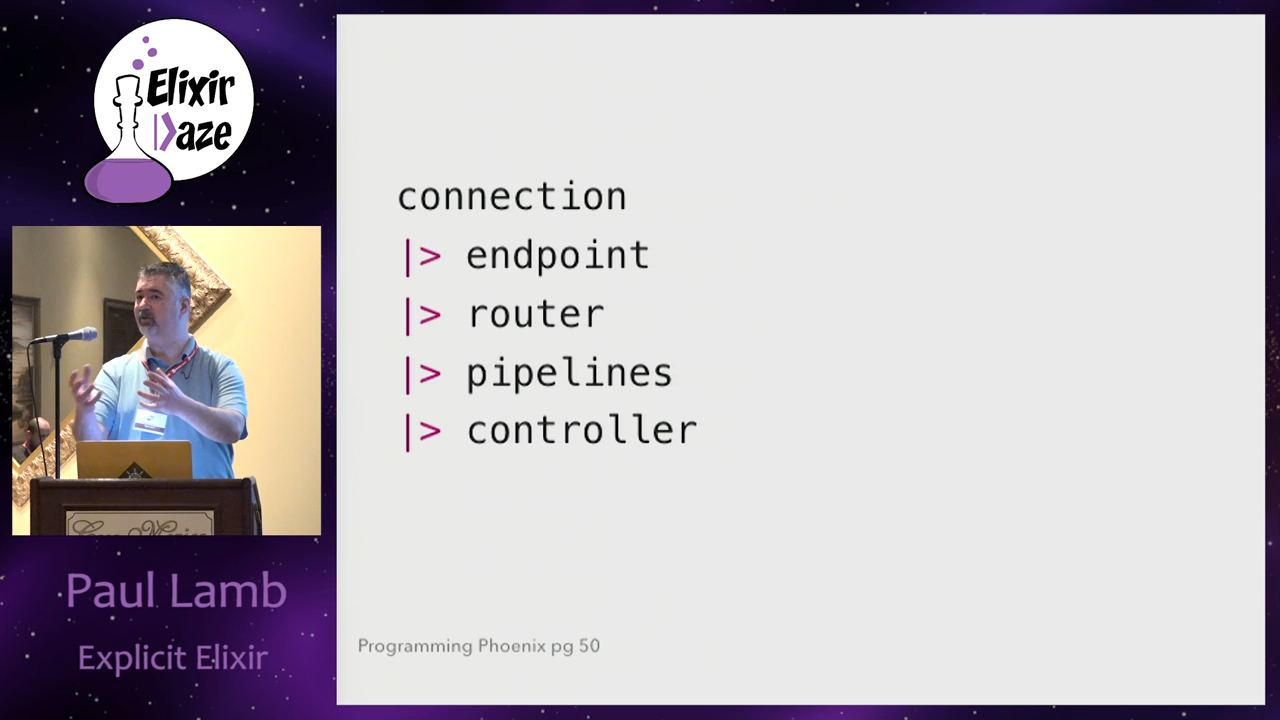 Elixir
|>aze
connection
|> endpoint
|> router
|> pipelines
|> controller
Programming Phoenix pg 50
Paul Lamb
Explicit Elixir